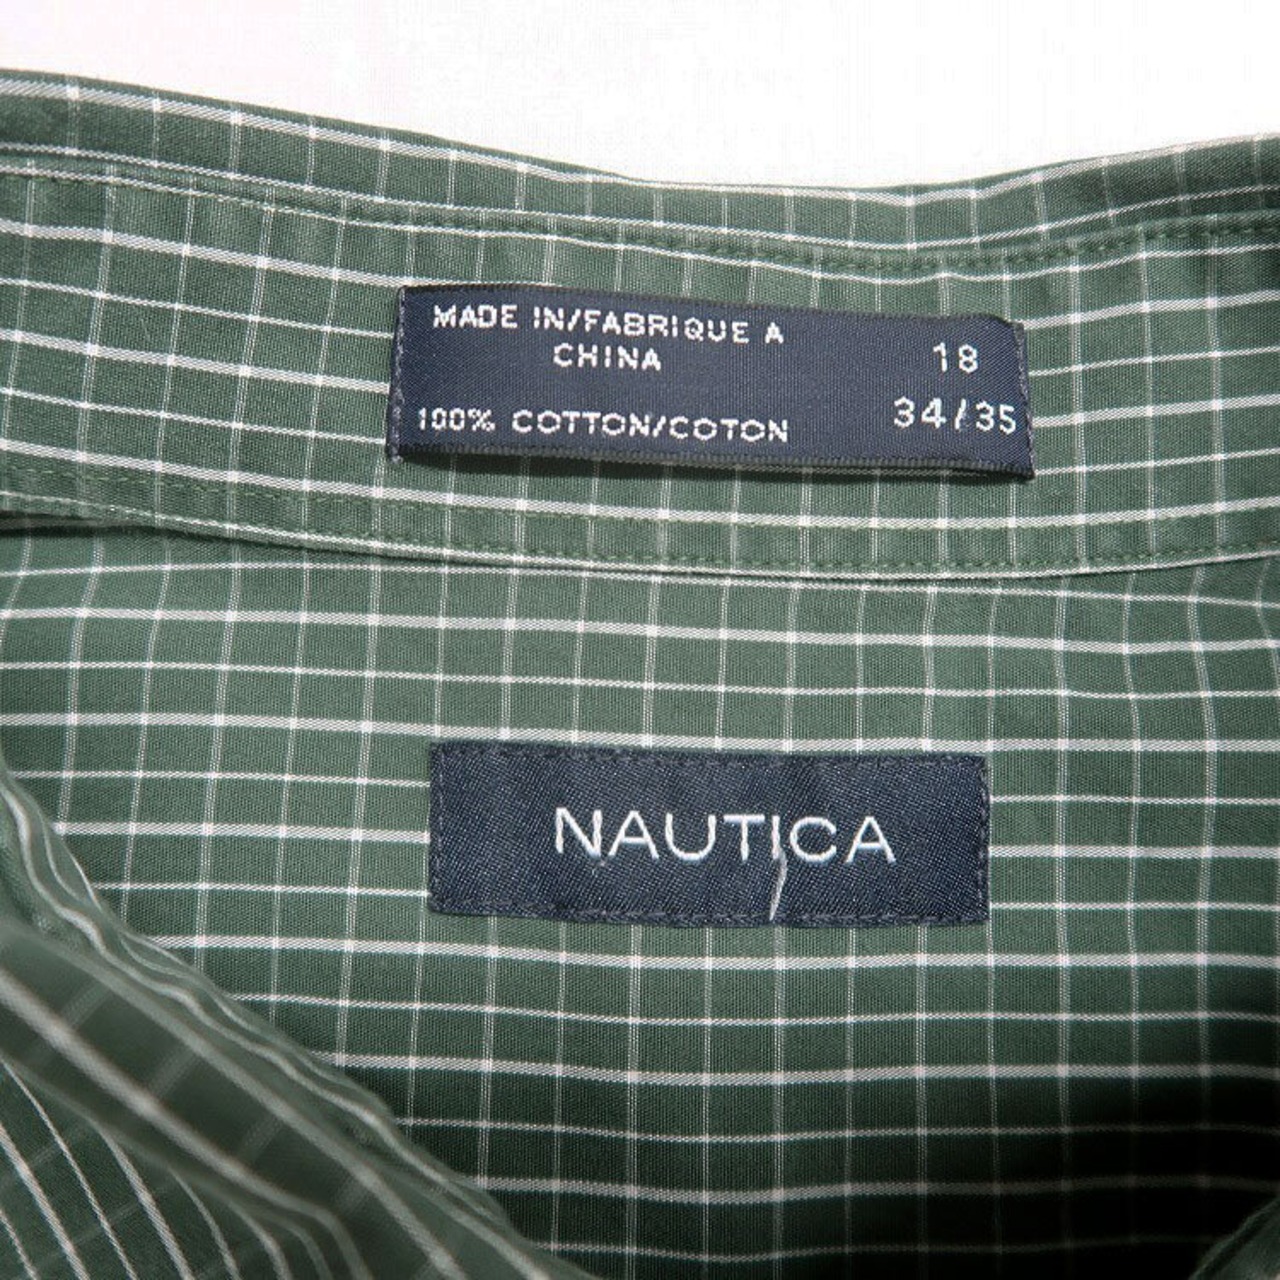 MADE IN/FABRIQUE A
CHINA
18
100% COTTON/COTON
34/35
NAUTICA